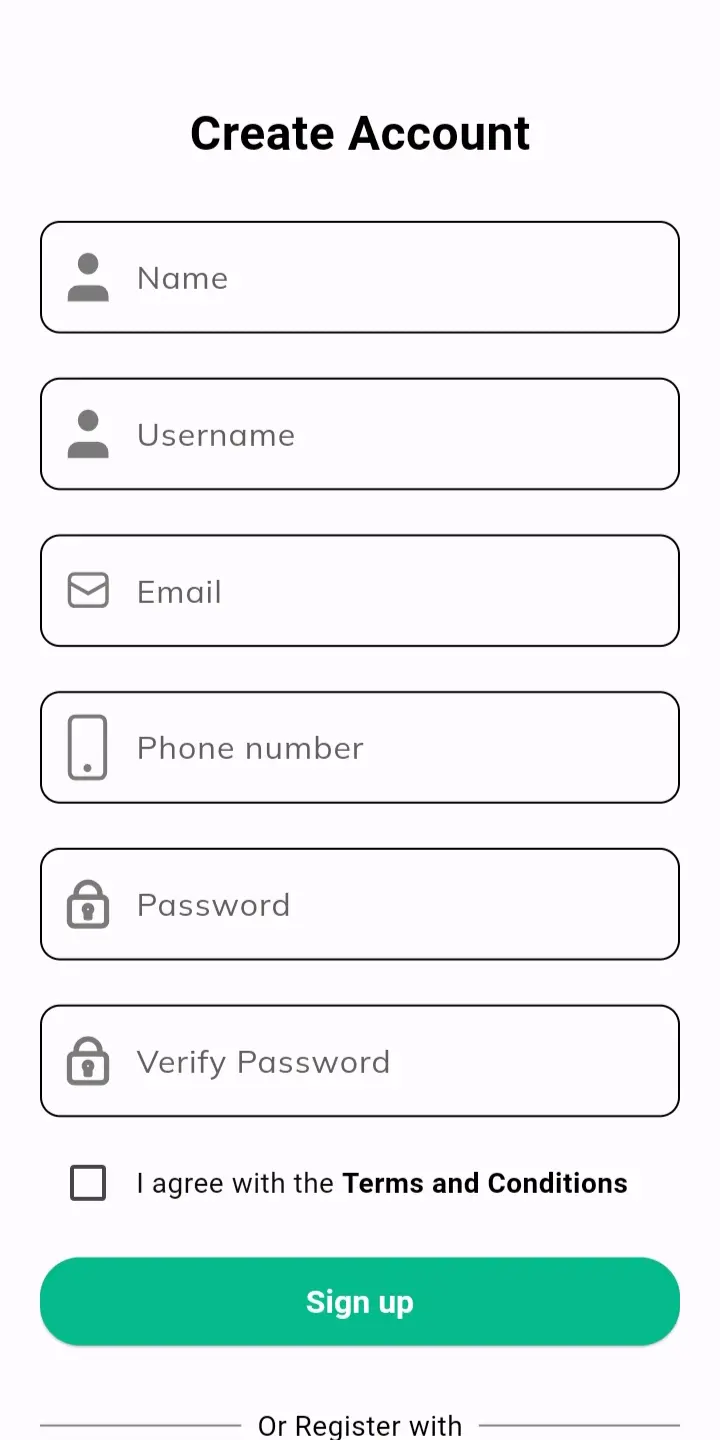 Create Account
Name
Username
Email
Phone number
Password
Verify Password
I agree with the Terms and Conditions
Sign up
Or Register with